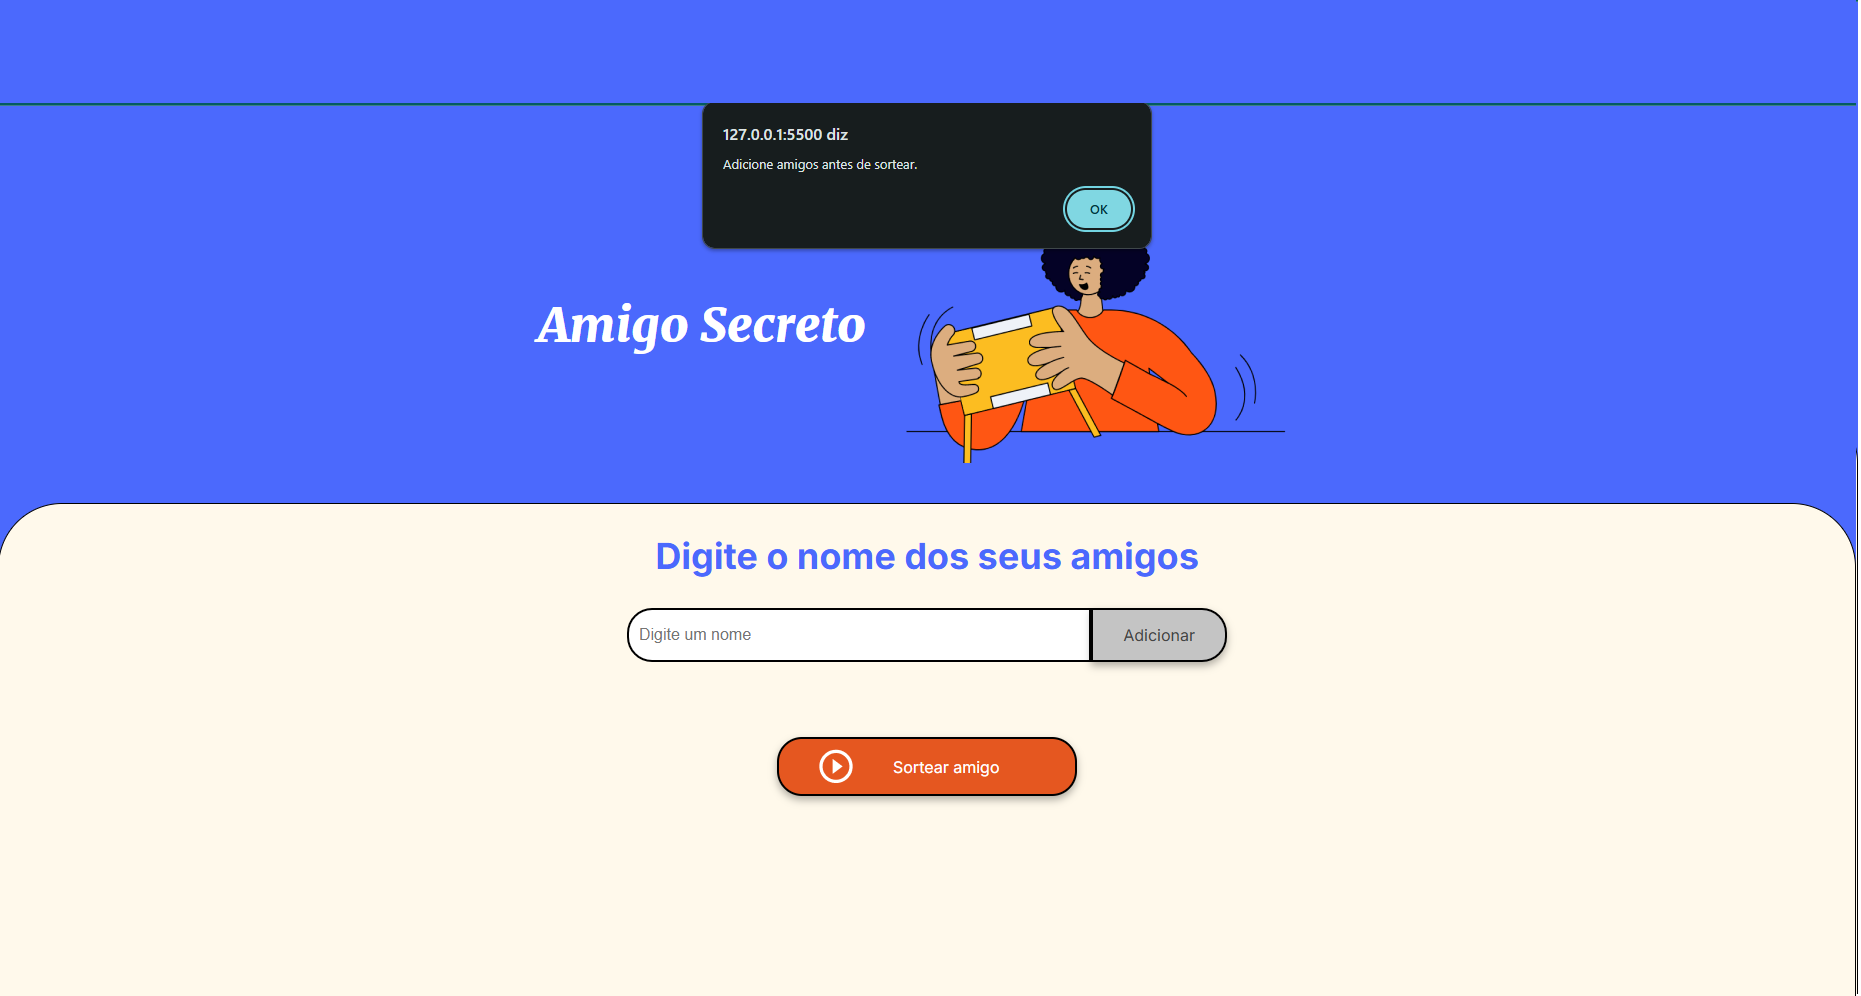 127.0.0.1:5500 diz
Adicione amigos antes de sortear.
OK
Amigo Secreto
Digite o nome dos seus amigos
Digite um nome
Adicionar
Sortear amigo